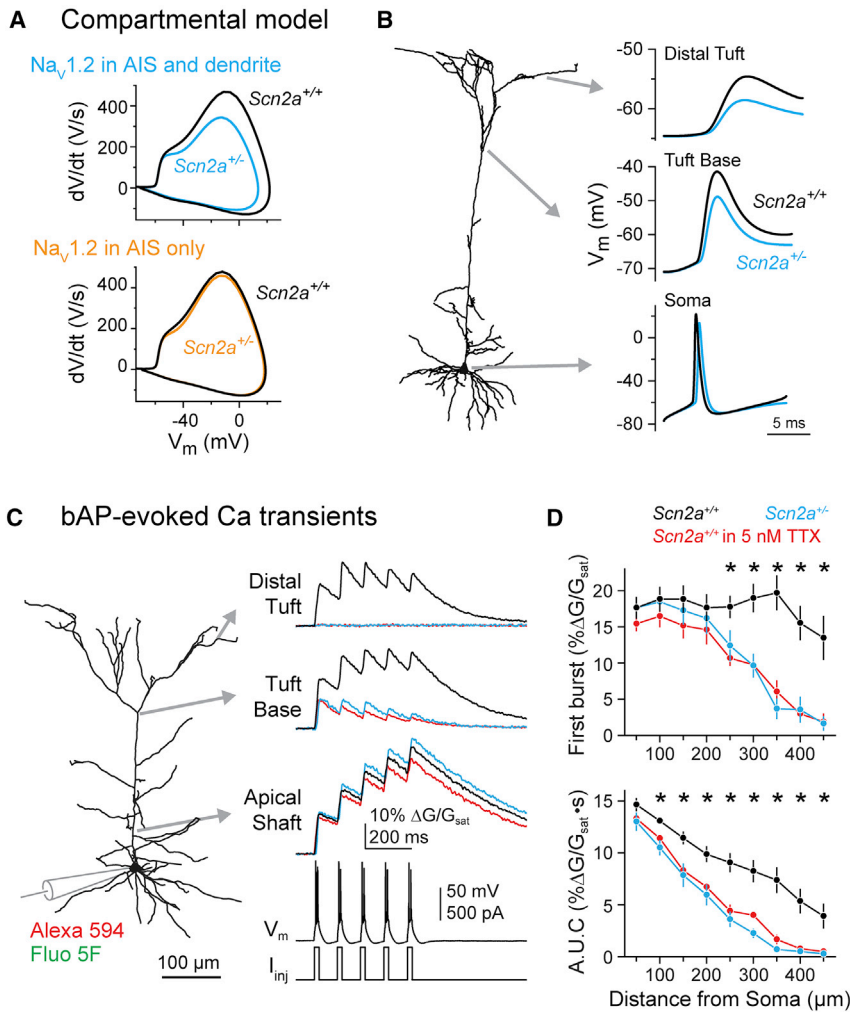 A Compartmental model
NaV1.2 in AIS and dendrite
dV/dt (V/s)
400
200
0
Scn2a+/+
Scn2a+/-
NaV1.2 in AIS only
dV/dt (V/s)
400
200
0
Scn2a+/+
Scn2a+/-
-40
0
Vm (mV)
B
-50
-60
Distal Tuft
-40
-50
-60
-70
Tuft Base
Scn2a+/+
Scn2a+/-
Vm (mV)
Soma
0
-40
-80
5 ms
C bAP-evoked Ca transients
Distal
Tuft
Tuft
Base
Apical
Shaft
10% ΔG/Gsat
200 ms
50 mV
500 pA
Vm
Iinj
Alexa 594
Fluo 5F
100 µm
D
Scn2a+/+ Scn2a+/-
Scn2a+/+ in 5 nM TTX
* * * * *
First burst (%ΔG/Gsat)
20
15
10
5
0
100 200 300 400
* * * * * * * *
A.U.C (%ΔG/Gsat•s)
15
10
5
0
100 200 300 400
Distance from Soma (µm)